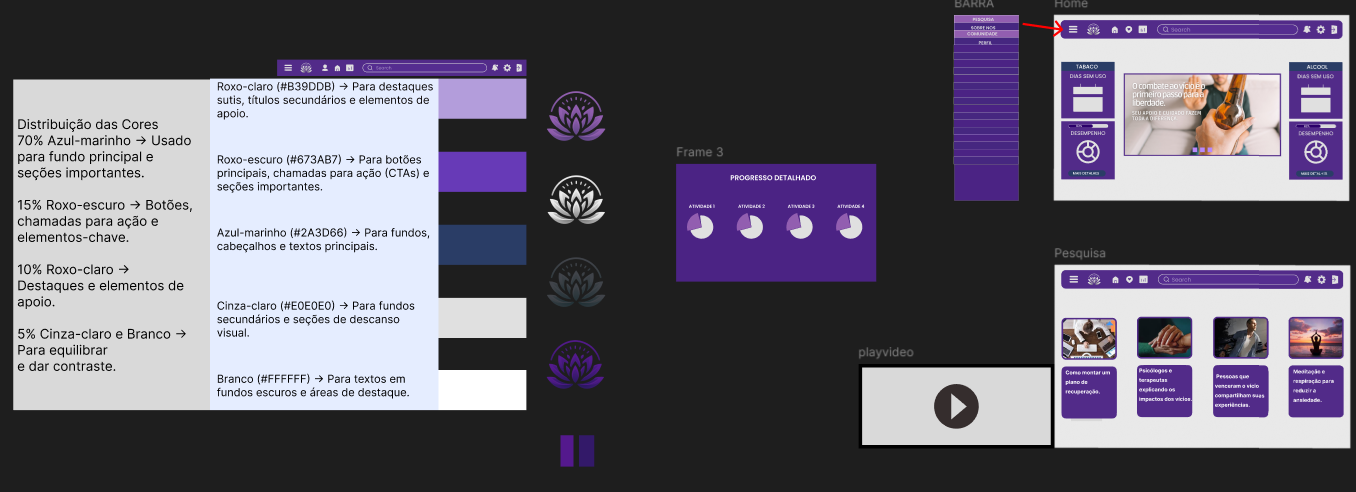 BARRA
Home
PESQUISA
SOBRE NOS
COMUNIDADE
PERFIL
Search
TABACO
DIAS SEM USO
DESEMPENHO
MAIS DETALHES
O combate ao vício é o
primeiro passo para a
liberdade.
SEU APOIO E CUIDADO FAZEM
TODA A DIFERENÇA
ALCOOL
DIAS SEM USO
DESEMPENHO
Search
Distribuição das Cores
70% Azul-marinho → Usado
para fundo principal e
seções importantes.
15% Roxo-escuro → Botões,
chamadas para ação e
elementos-chave.
10% Roxo-claro →
Destaques e elementos de
apoio.
5% Cinza-claro e Branco →
Para equilibrar
e dar contraste.
Roxo-claro (#B39DDB) → Para destaques
sutis, títulos secundários e elementos de
apoio.
Roxo-escuro (#673AB7) → Para botões
principais, chamadas para ação (CTAs) e
seções importantes.
Azul-marinho (#2A3D66) → Para fundos,
cabeçalhos e textos principais.
Cinza-claro (#E0E0E0) → Para fundos
secundários e seções de descanso
visual.
Branco (#FFFFFF) → Para textos em
fundos escuros e áreas de destaque.
Frame 3
PROGRESSO DETALHADO
ATIVIDADE 1
ATIVIDADE 2
ATIVIDADE 3
ATIVIDADE 4
playvideo
Pesquisa
Search
Como montar um
plano de
recuperação.
Psicólogos e
terapeutas
explicando os
impactos dos vícios.
Pessoas que
venceram o vício
compartilham suas
experiências.
Meditação e
respiração para
reduzir a
ansiedade.